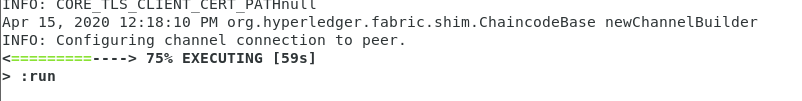 INFO: CORE_TLS_CLIENT_CERT_PATHnull
Apr 15, 2020 12:18:10 PM org.hyperledger.fabric.shim.ChaincodeBase newChannelBuilder
INFO: Configuring channel connection to peer.
<=========----> 75% EXECUTING [59s]
> :run